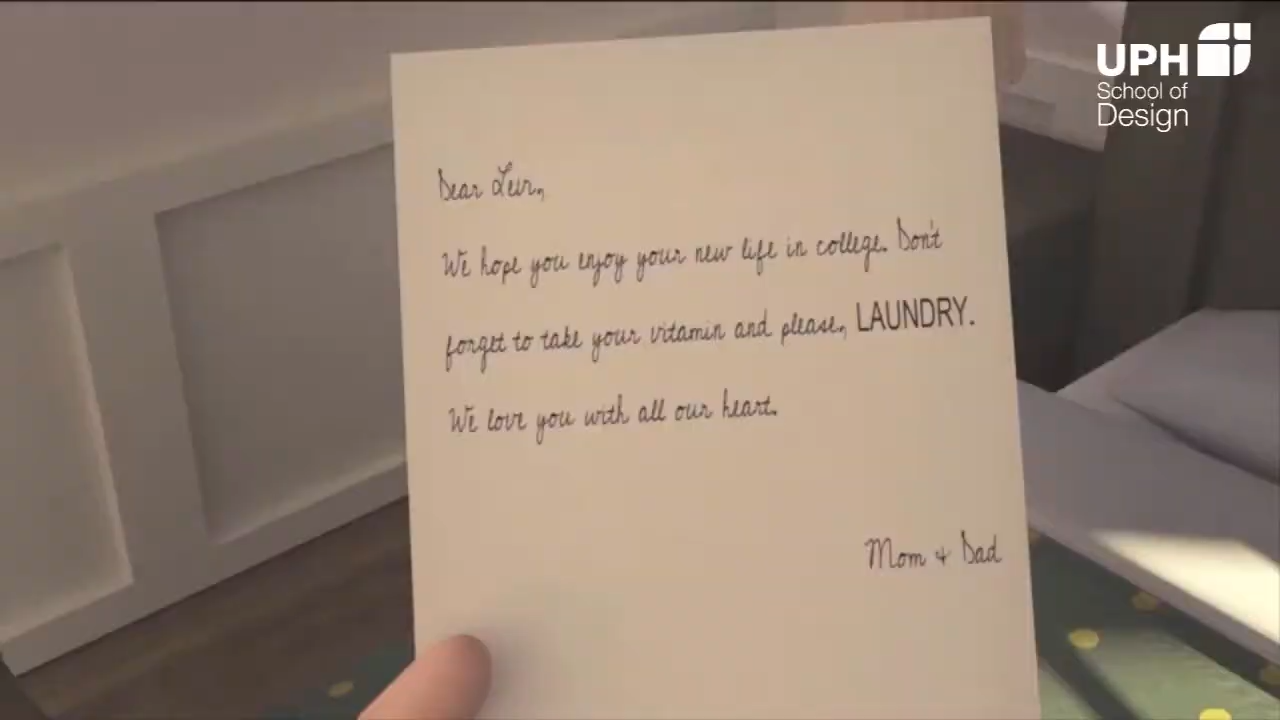 UPH
School of
Design
Dear Leir,
We hope you enjoy your new life in college. Don't
forget to take your vitamin and please, LAUNDRY.
We love you with all our heart.
Mom & Dad